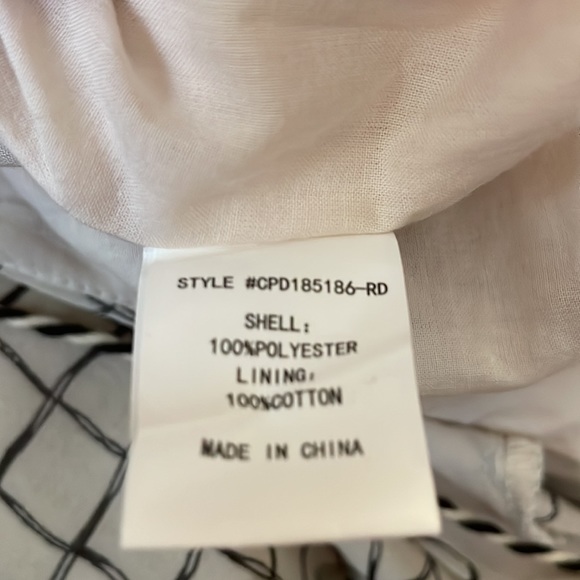 STYLE #CPD185186-RD
SHELL:
100%POLYESTER
LINING:
100%COTTON
MADE IN CHINA